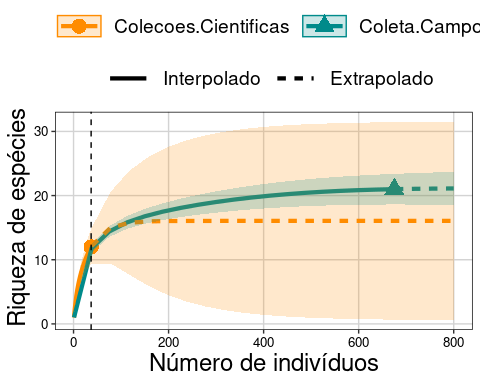 Colecoes.Cientificas Coleta.Campo
Interpolado Extrapolado
Riqueza de espécies
30
20
10
0
0 200 400 600 800
Número de indivíduos